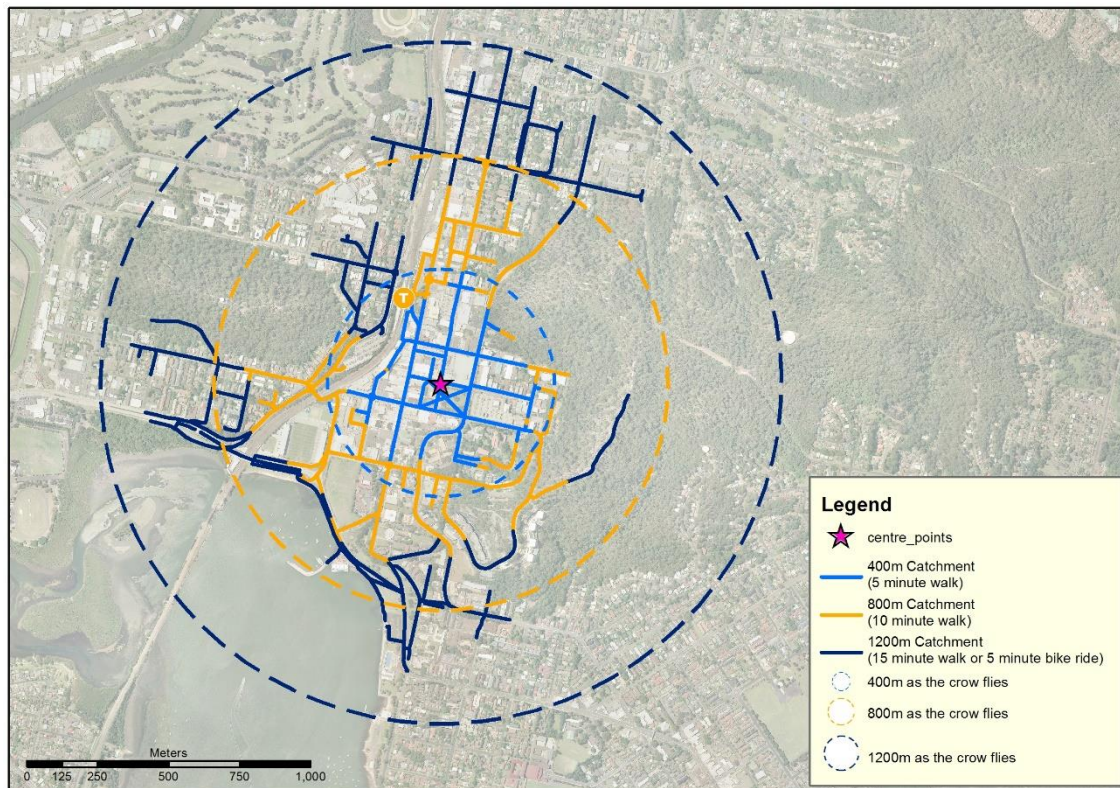 T
Legend
centre_points
400m Catchment
(5 minute walk)
800m Catchment
(10 minute walk)
1200m Catchment
(15 minute walk or 5 minute bike ride)
400m as the crow flies
800m as the crow flies
1200m as the crow flies
Meters
0 125 250 500 750 1,000